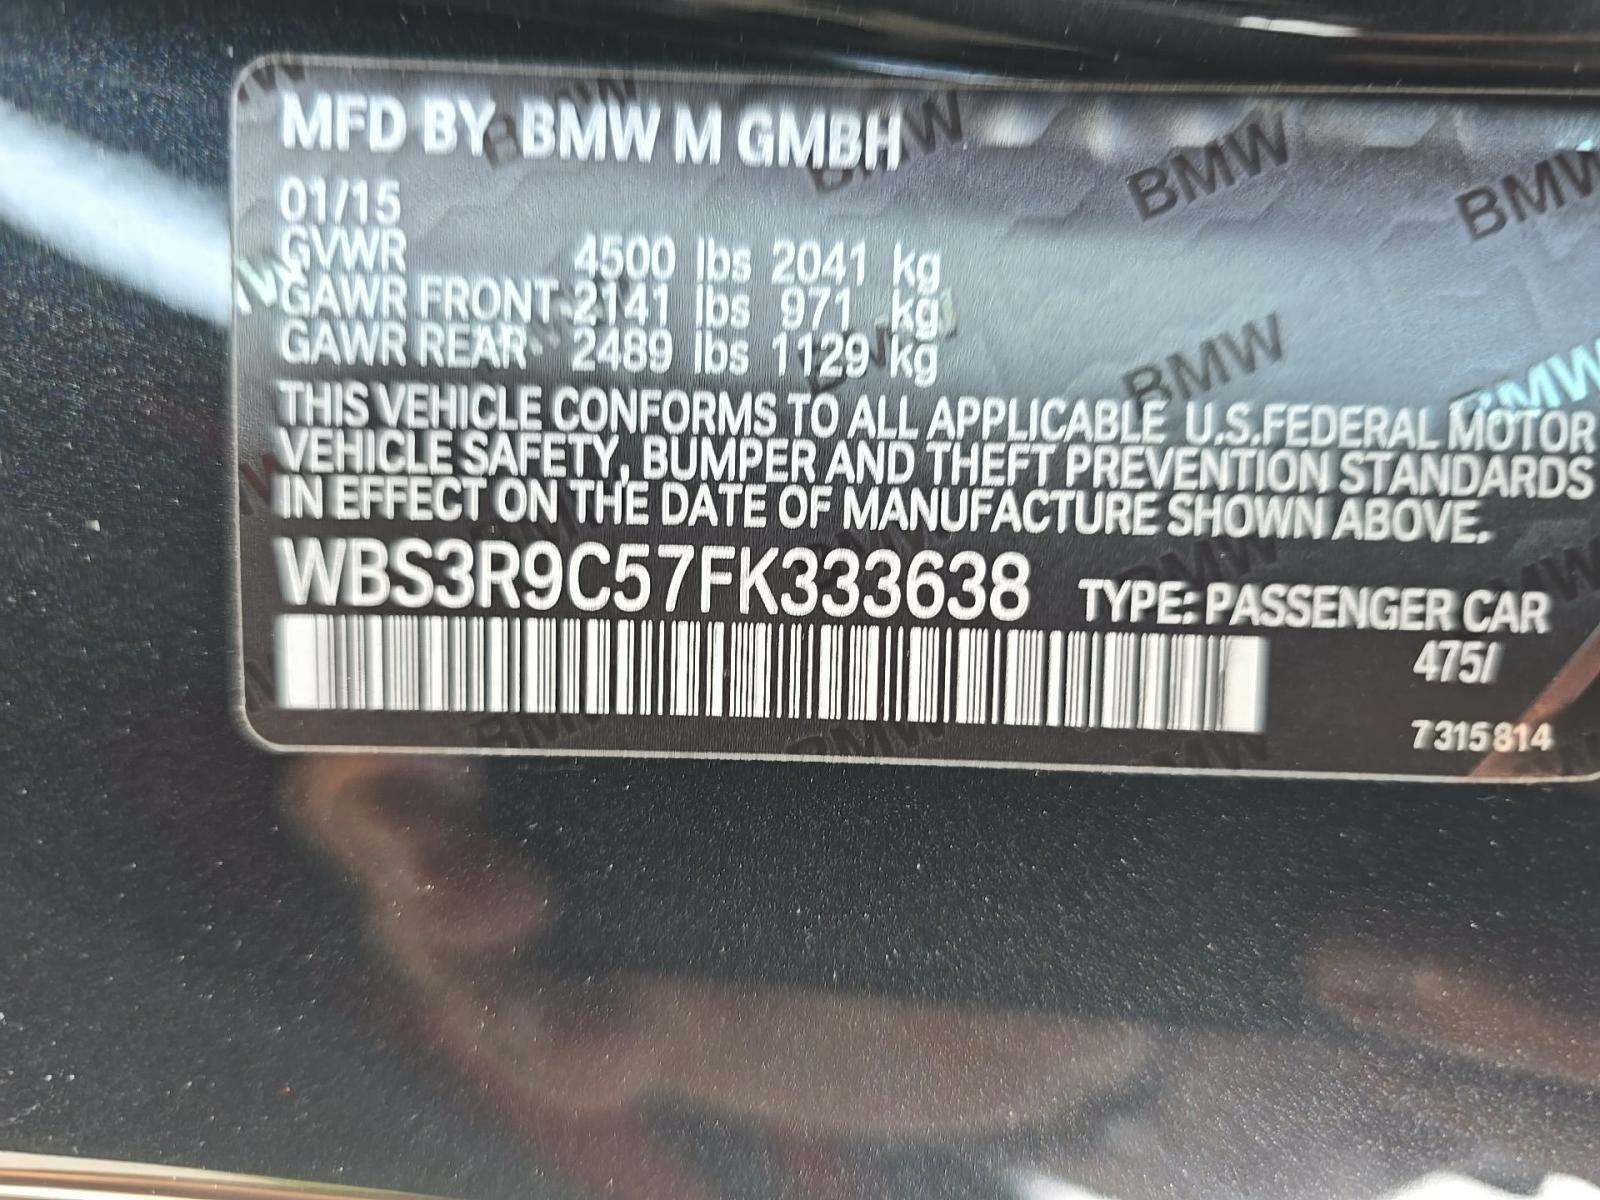 MFD BY BMW M GMBH
01/15
GVWR 4500 lbs 2041 kg
GAWR FRONT 2141 lbs 971 kg
GAWR REAR 2489 lbs 1129 kg
THIS VEHICLE CONFORMS TO ALL APPLICABLE U.S.FEDERAL MOTOR
VEHICLE SAFETY, BUMPER AND THEFT PREVENTION STANDARDS
IN EFFECT ON THE DATE OF MANUFACTURE SHOWN ABOVE.
WBS3R9C57FK333638 TYPE: PASSENGER CAR
475/
7315814